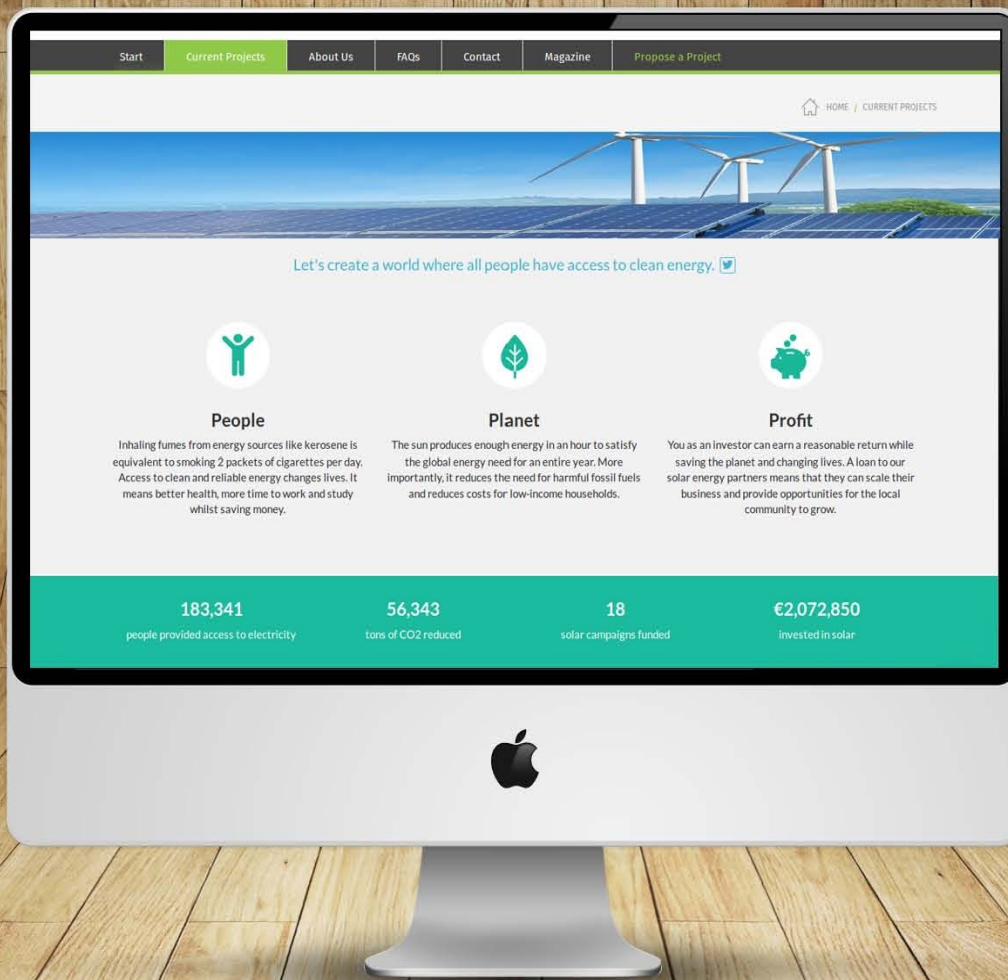 Start
Current Projects
About Us
FAQs
Contact
Magazine
Propose a Project
HOME / CURRENT PROJECTS
Let's create a world where all people have access to clean energy.
People
Inhaling fumes from energy sources like kerosene is
equivalent to smoking 2 packets of cigarettes per day.
Access to clean and reliable energy changes lives. It
means better health, more time to work and study
whilst saving money.
Planet
The sun produces enough energy in an hour to satisfy
the global energy need for an entire year. More
importantly, it reduces the need for harmful fossil fuels
and reduces costs for low-income households.
Profit
You as an investor can earn a reasonable return while
saving the planet and changing lives. A loan to our
solar energy partners means that they can scale their
business and provide opportunities for the local
community to grow.
183,341
people provided access to electricity
56,343
tons of CO2 reduced
18
solar campaigns funded
€2,072,850
invested in solar